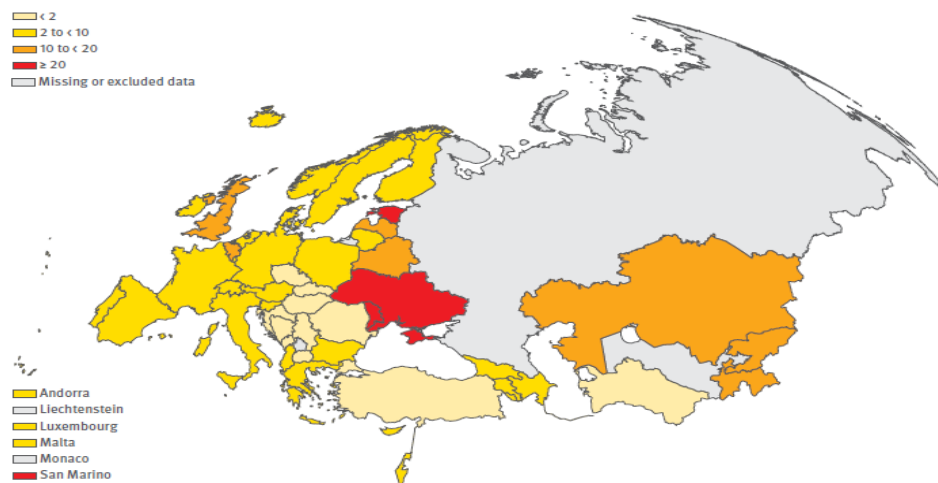 < 2
2 to < 10
10 to < 20
≥ 20
Missing or excluded data
Andorra
Liechtenstein
Luxembourg
Malta
Monaco
San Marino